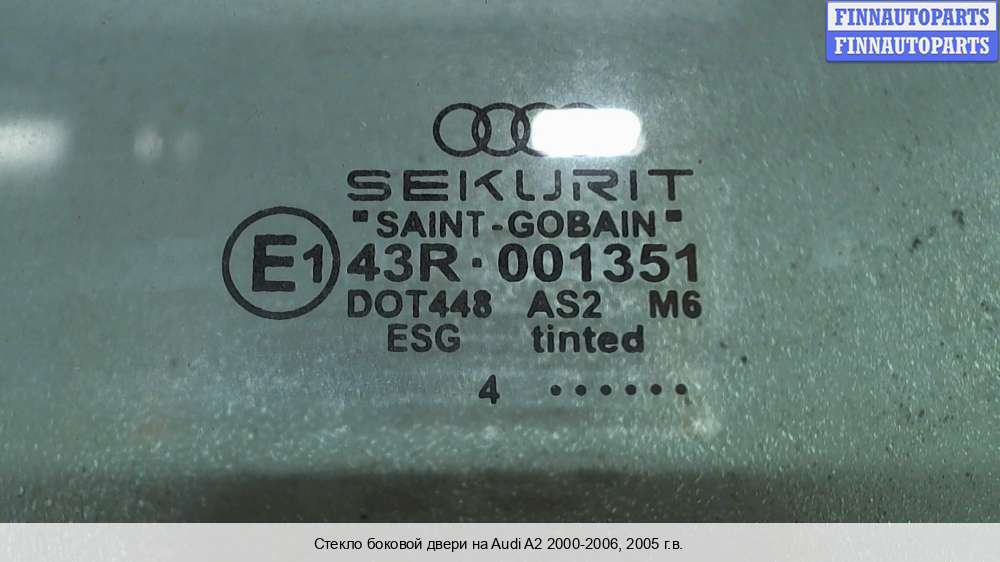 FINNAUTOPARTS
FINNAUTOPARTS
SEKURIT
"SAINT-GOBAIN"
E1 43R·001351
DOT448 AS2 M6
ESG tinted
4 ······
Стекло боковой двери на Audi A2 2000-2006, 2005 г.в.